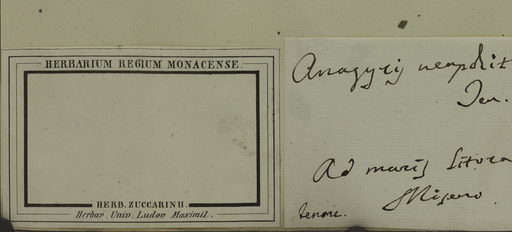 HERBARIUM REGIUM MONACENSE.
HERB. ZUCCARINII.
Herbar. Univ. Ludov. Maximil.
Anagyris neapolit
Ten.
Ad maris litora
Miseno
tenore.